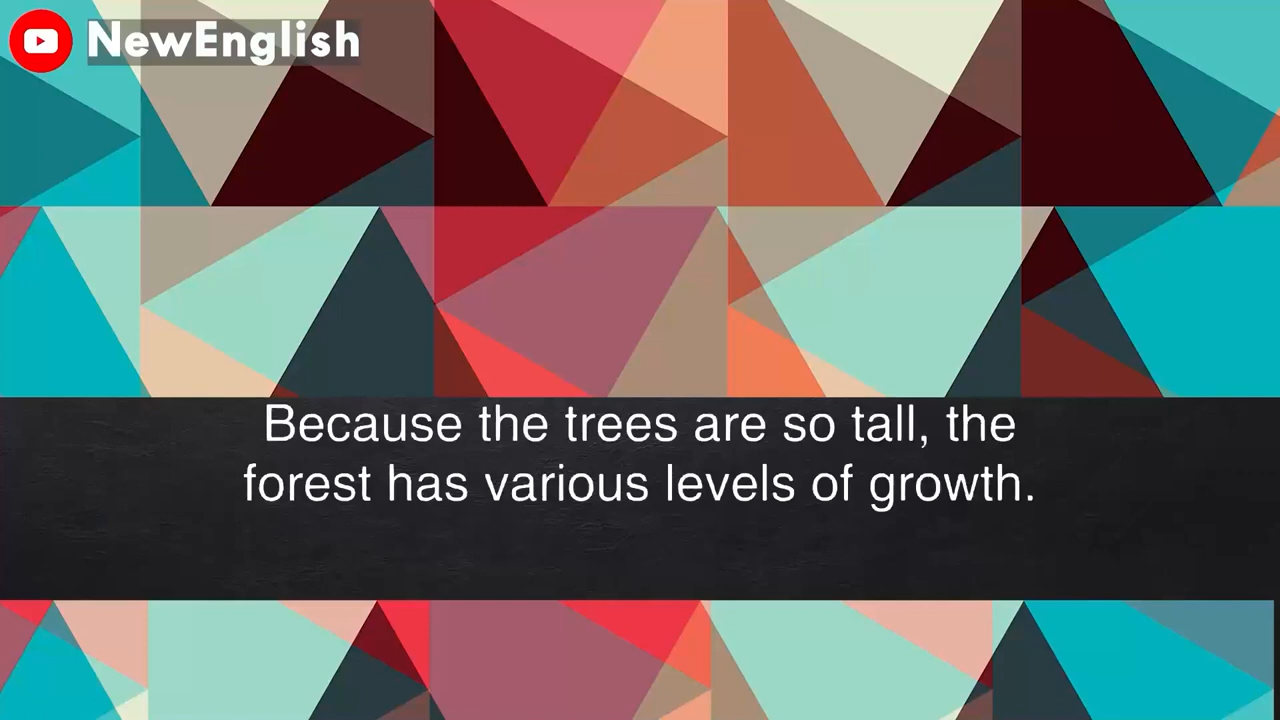 NewEnglish
Because the trees are so tall, the
forest has various levels of growth.